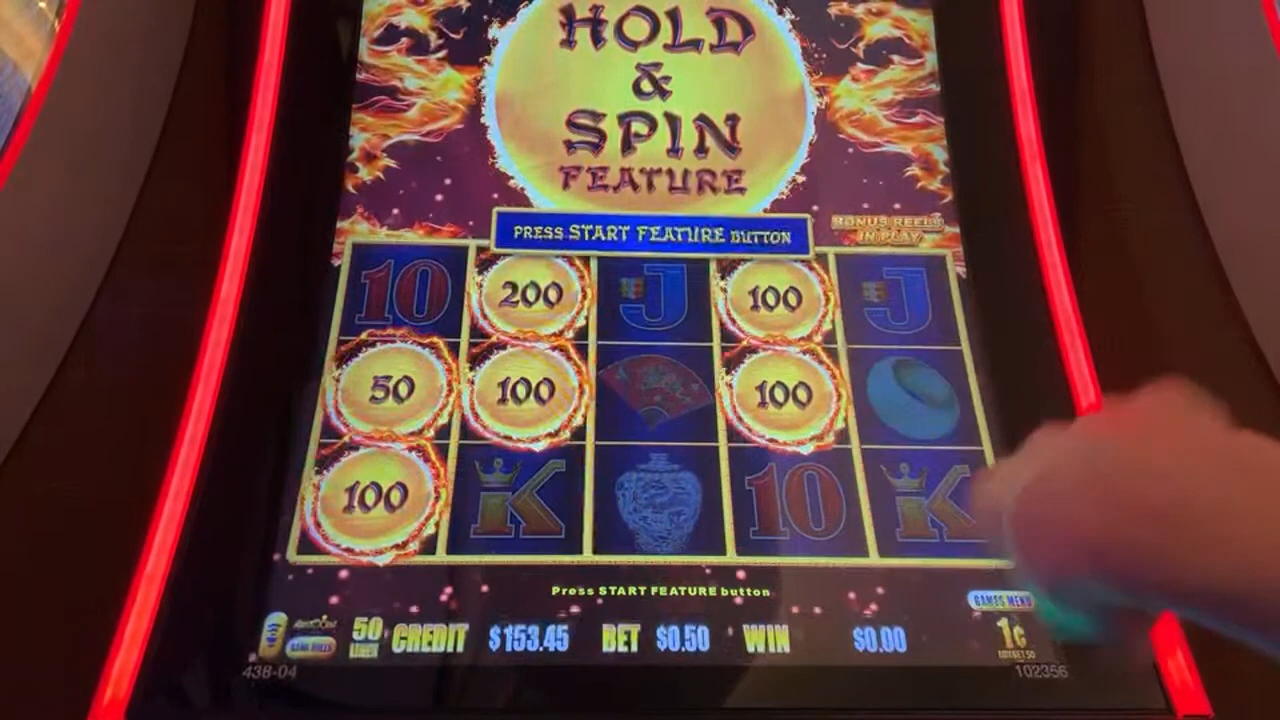 HOLD
&
SPIN
FEATURE
PRESS START FEATURE BUTTON
BONUS REELS
IN PLAY
10 200 J 100 J
50 100 100
100 K 10 K
Press START FEATURE button
GAMES MENU
50
LINES
CREDIT $153.45 BET $0.50 WIN $0.00 1¢
438-04
102356